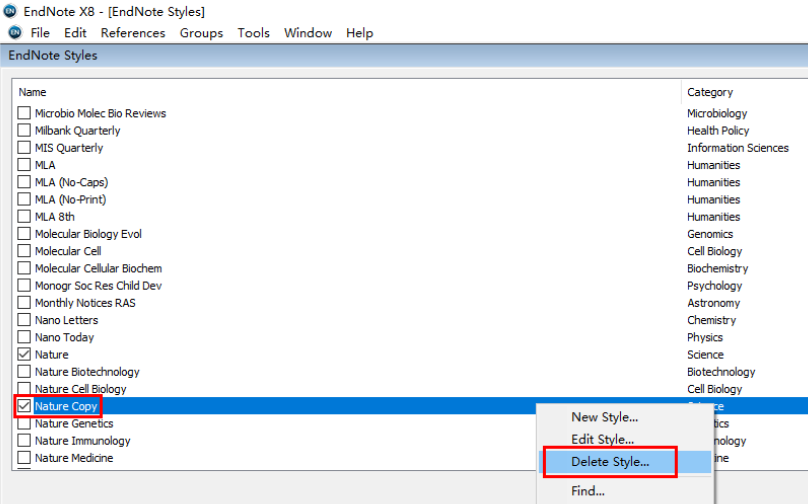 EndNote X8 - [EndNote Styles]
File Edit References Groups Tools Window Help
EndNote Styles
Name Category
Microbio Molec Bio Reviews Microbiology
Milbank Quarterly Health Policy
MIS Quarterly Information Sciences
MLA Humanities
MLA (No-Caps) Humanities
MLA (No-Print) Humanities
MLA 8th Humanities
Molecular Biology Evol Genomics
Molecular Cell Cell Biology
Molecular Cellular Biochem Biochemistry
Monogr Soc Res Child Dev Psychology
Monthly Notices RAS Astronomy
Nano Letters Chemistry
Nano Today Physics
Nature Science
Nature Biotechnology Biotechnology
Nature Cell Biology Cell Biology
Nature Copy
New Style...
Nature Genetics
Edit Style...
Nature Immunology
Delete Style...
Nature Medicine
Find...